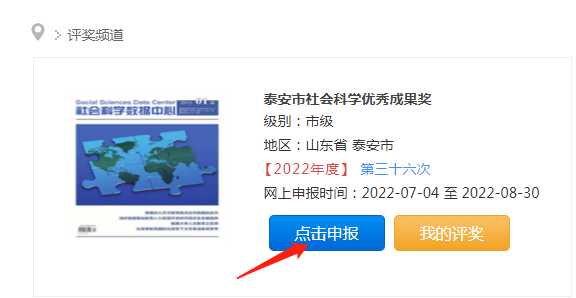 评奖频道
Social Sciences Date Center
社会科学数据中心
泰安市社会科学优秀成果奖
级别：市级
地区：山东省 泰安市
【2022年度】 第三十六次
网上申报时间：2022-07-04 至 2022-08-30
点击申报
我的评奖